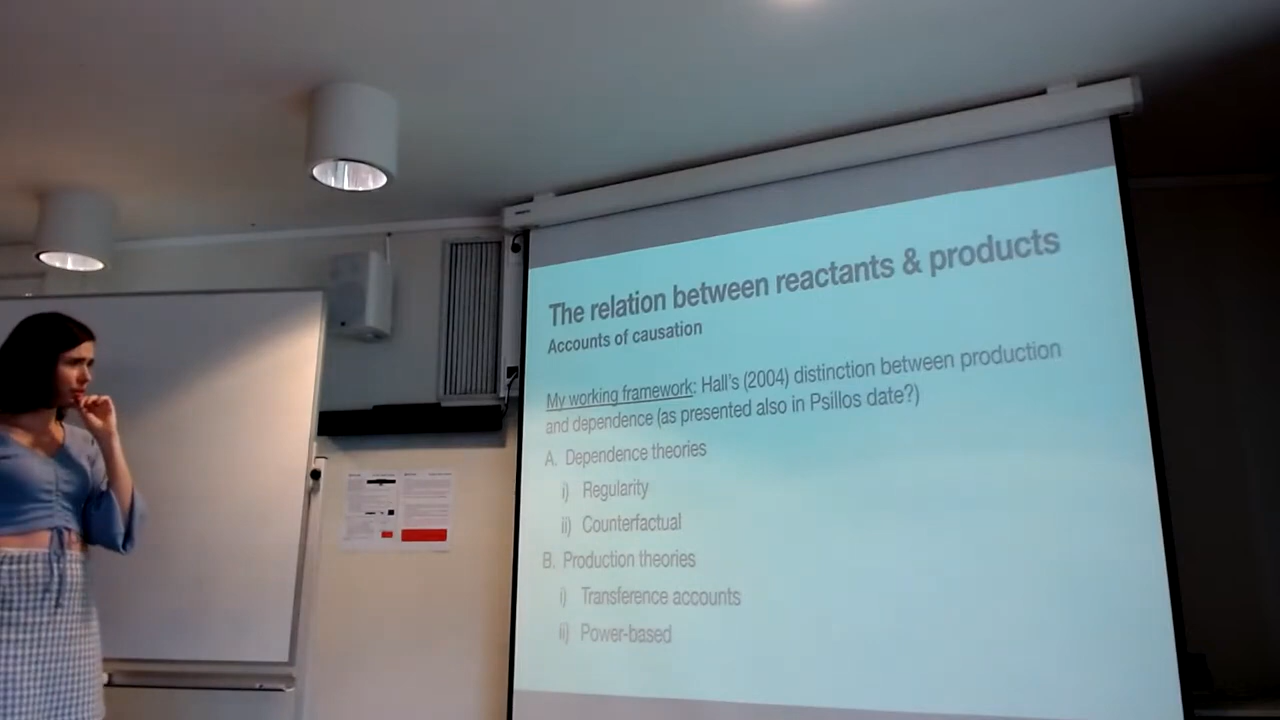 The relation between reactants & products
Accounts of causation
My working framework: Hall's (2004) distinction between production
and dependence (as presented also in Psillos date?)
A. Dependence theories
i) Regularity
ii) Counterfactual
B. Production theories
i) Transference accounts
ii) Power-based